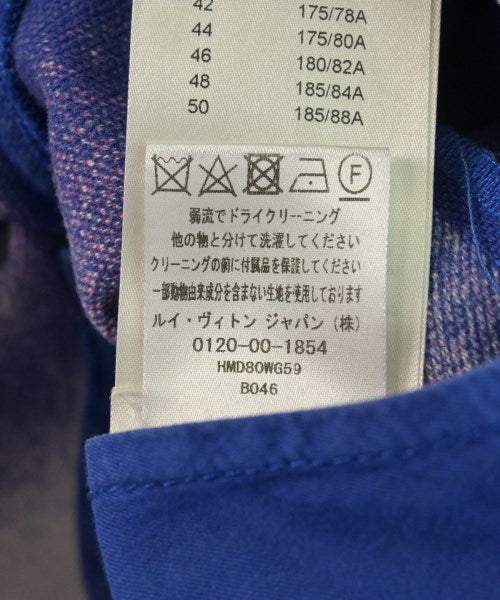 42 175/78A
44 175/80A
46 180/82A
48 185/84A
50 185/88A
F
弱流でドライクリーニング
他の物と分けて洗濯してください
クリーニングの前に付属品を保護してください
一部動物由来成分を含まない生地を使用しております
ルイ・ヴィトン ジャパン(株)
0120-00-1854
HMD80WG59
B046